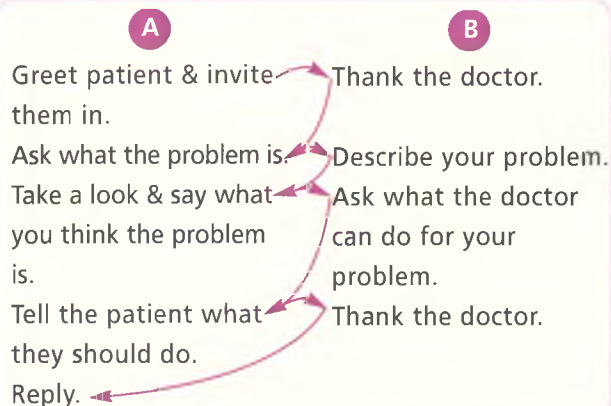 A
Greet patient & invite
them in.
Ask what the problem is.
Take a look & say what
you think the problem
is.
Tell the patient what
they should do.
Reply.
B
Thank the doctor.
Describe your problem.
Ask what the doctor
can do for your
problem.
Thank the doctor.